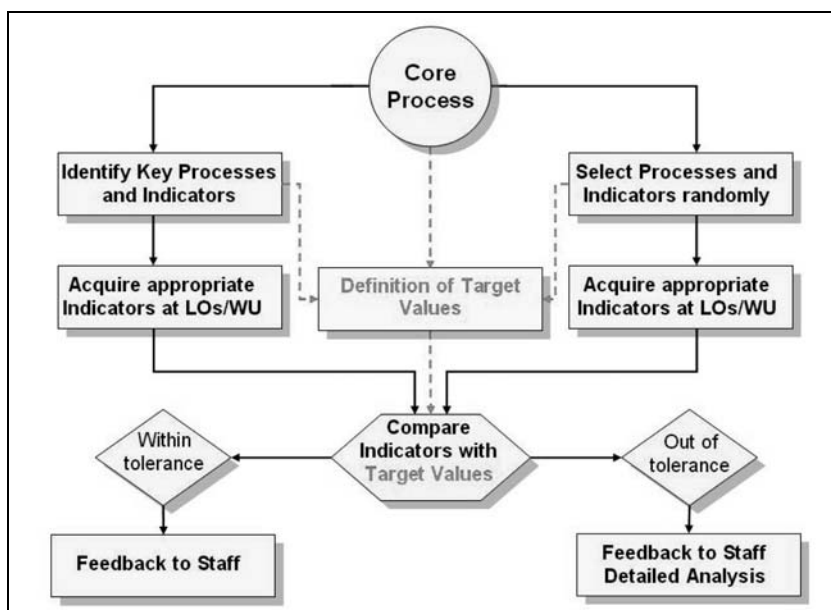 Core
Process
Identify Key Processes
and Indicators
Select Processes and
Indicators randomly
Acquire appropriate
Indicators at LOs/WU
Definition of Target
Values
Acquire appropriate
Indicators at LOs/WU
Within
tolerance
Compare
Indicators with
Target Values
Out of
tolerance
Feedback to Staff
Feedback to Staff
Detailed Analysis